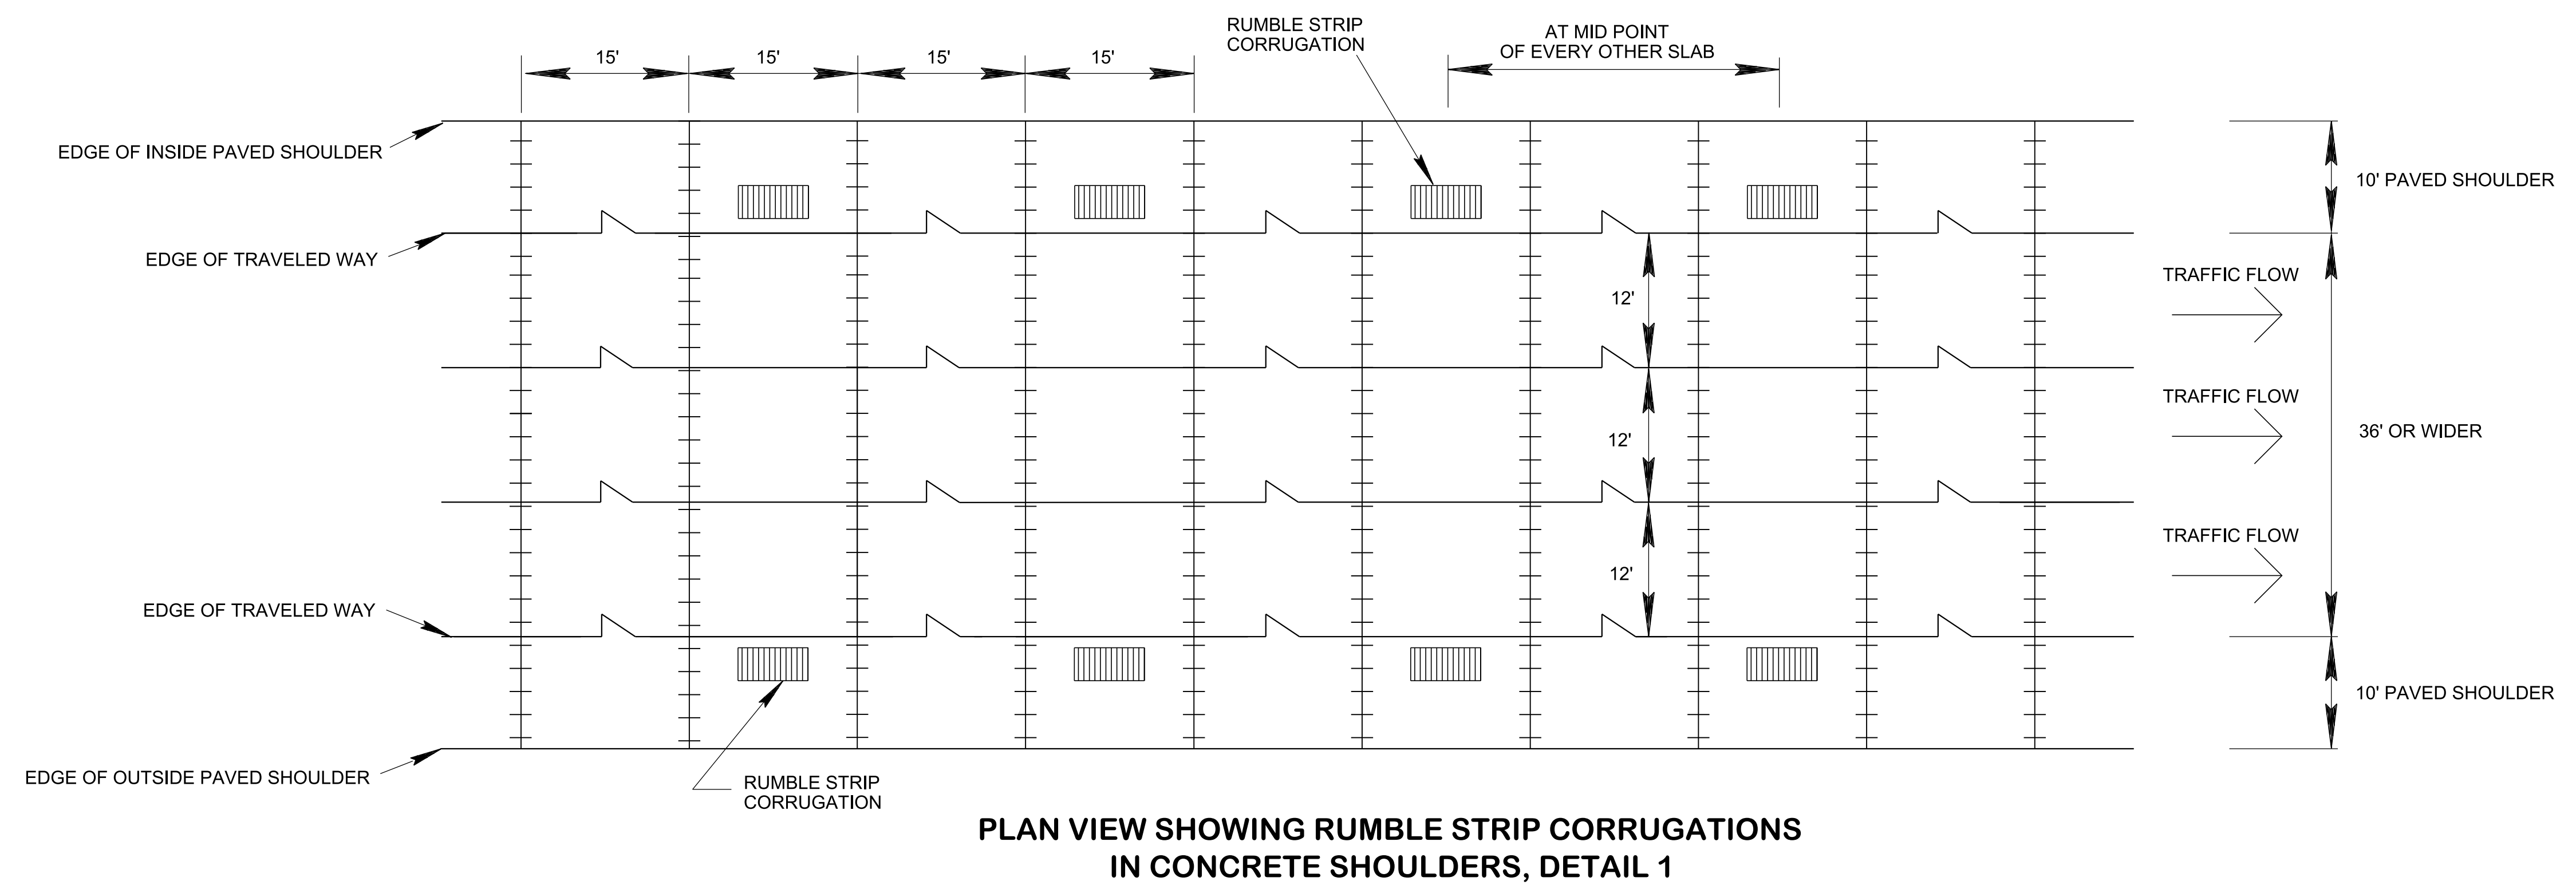 RUMBLE STRIP
CORRUGATION
AT MID POINT
OF EVERY OTHER SLAB
15'
15'
15'
15'
EDGE OF INSIDE PAVED SHOULDER
10' PAVED SHOULDER
EDGE OF TRAVELED WAY
TRAFFIC FLOW
12'
TRAFFIC FLOW
12'
36' OR WIDER
TRAFFIC FLOW
12'
EDGE OF TRAVELED WAY
10' PAVED SHOULDER
EDGE OF OUTSIDE PAVED SHOULDER
RUMBLE STRIP
CORRUGATION
PLAN VIEW SHOWING RUMBLE STRIP CORRUGATIONS
IN CONCRETE SHOULDERS, DETAIL 1